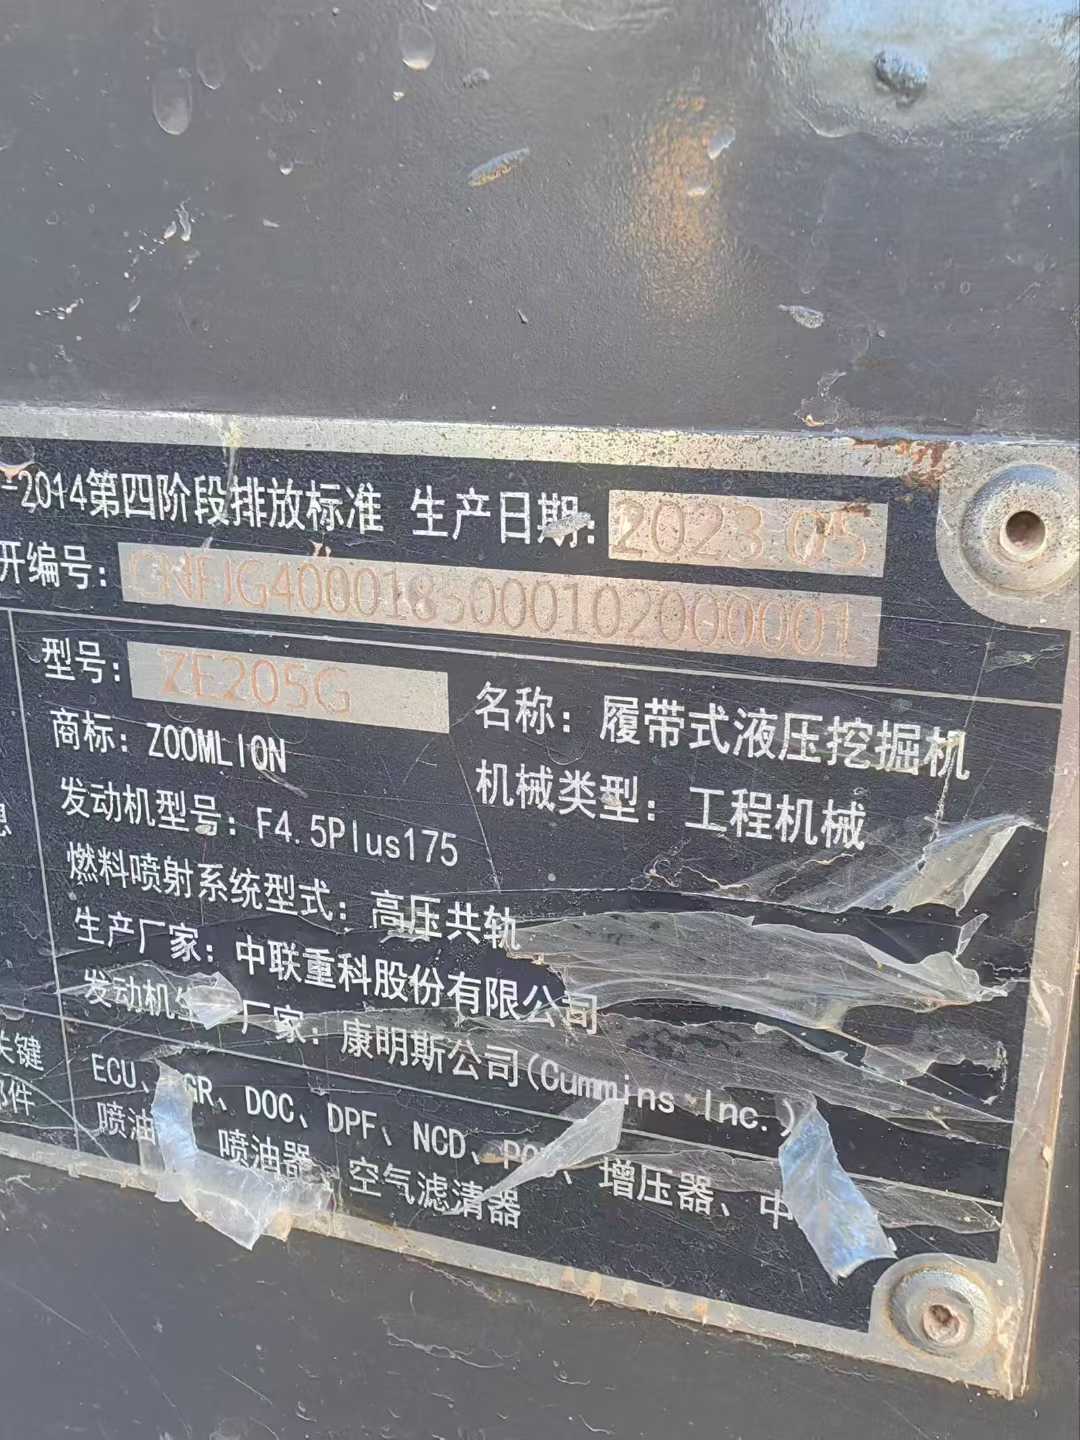 -2014第四阶段排放标准 生产日期: 2023 05
开编号: CNFJG4000185000102000001
型号: ZE205G 名称: 履带式液压挖掘机
商标: ZOOMLION 机械类型: 工程机械
发动机型号: F4.5Plus175
燃料喷射系统型式: 高压共轨
生产厂家: 中联重科股份有限公司
发动机生 厂家: 康明斯公司(Cummins Inc.)
关键 ECU、 GR、DOC、DPF、NCD、 、增压器、中
部件 喷油 喷油器 空气滤清器